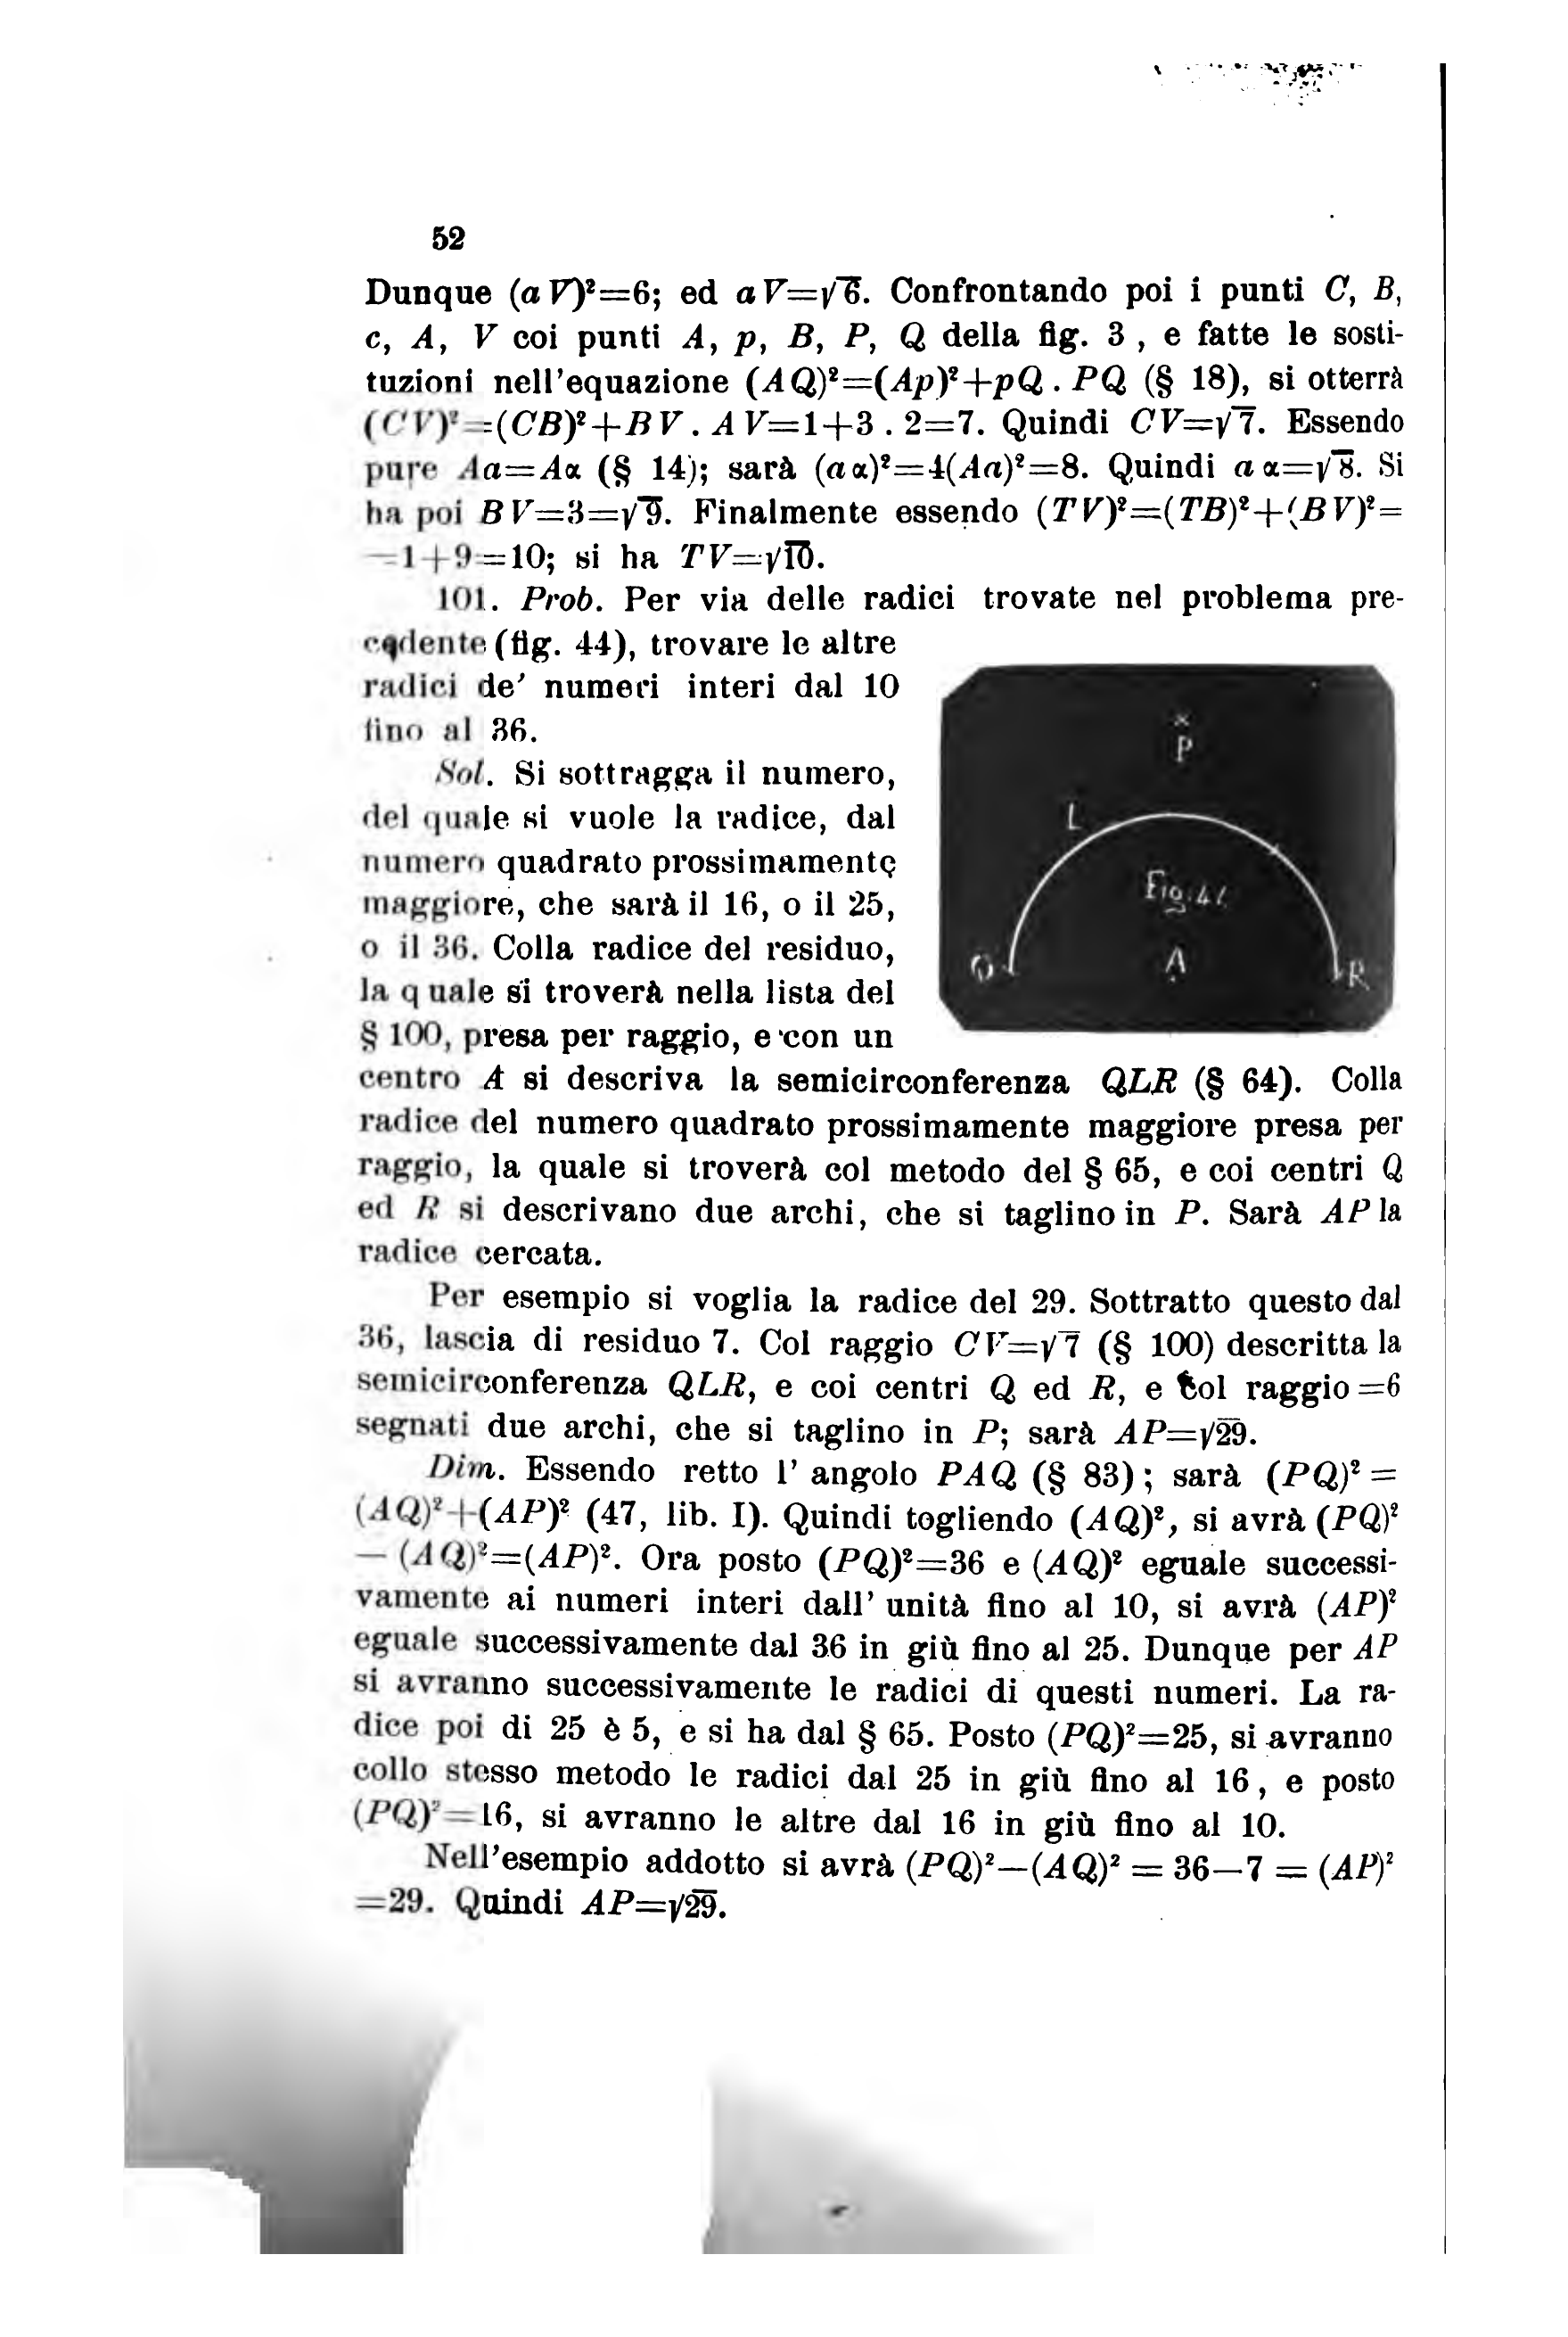 52
Dunque (a V)²=6; ed a V=√6. Confrontando poi i punti C, B,
c, A, V coi punti A, p, B, P, Q della fig. 3 , e fatte le sosti-
tuzioni nell'equazione (AQ)²=(Ap)²+pQ . PQ (§ 18), si otterrà
(CV)²=(CB)²+BV . AV=1+3 . 2=7. Quindi CV=√7. Essendo
pure Aa=Aα (§ 14); sarà (aα)²=4(Aa)²=8. Quindi aα=√8. Si
ha poi BV=3=√9. Finalmente essendo (TV)²=(TB)²+(BV)²=
=1+9=10; si ha TV=√10.
101. Prob. Per via delle radici trovate nel problema pre-
cedente (fig. 44), trovare le altre
radici de' numeri interi dal 10
fino al 36.
Sol. Si sottragga il numero,
del quale si vuole la radice, dal
numero quadrato prossimamente
maggiore, che sarà il 16, o il 25,
o il 36. Colla radice del residuo,
la quale si troverà nella lista del
§ 100, presa per raggio, e con un
P
L
Fig. 44
Q A R
centro A si descriva la semicirconferenza QLR (§ 64). Colla
radice del numero quadrato prossimamente maggiore presa per
raggio, la quale si troverà col metodo del § 65, e coi centri Q
ed R si descrivano due archi, che si taglino in P. Sarà AP la
radice cercata.
Per esempio si voglia la radice del 29. Sottratto questo dal
36, lascia di residuo 7. Col raggio CV=√7 (§ 100) descritta la
semicirconferenza QLR, e coi centri Q ed R, e col raggio =6
segnati due archi, che si taglino in P; sarà AP=√29.
Dim. Essendo retto l' angolo PAQ (§ 83) ; sarà (PQ)² =
(AQ)²+(AP)² (47, lib. I). Quindi togliendo (AQ)², si avrà (PQ)²
— (AQ)²=(AP)². Ora posto (PQ)²=36 e (AQ)² eguale successi-
vamente ai numeri interi dall' unità fino al 10, si avrà (AP)²
eguale successivamente dal 36 in giù fino al 25. Dunque per AP
si avranno successivamente le radici di questi numeri. La ra-
dice poi di 25 è 5, e si ha dal § 65. Posto (PQ)²=25, si avranno
collo stesso metodo le radici dal 25 in giù fino al 16 , e posto
(PQ)²=16, si avranno le altre dal 16 in giù fino al 10.
Nell'esempio addotto si avrà (PQ)²—(AQ)² = 36—7 = (AP)²
=29. Quindi AP=√29.